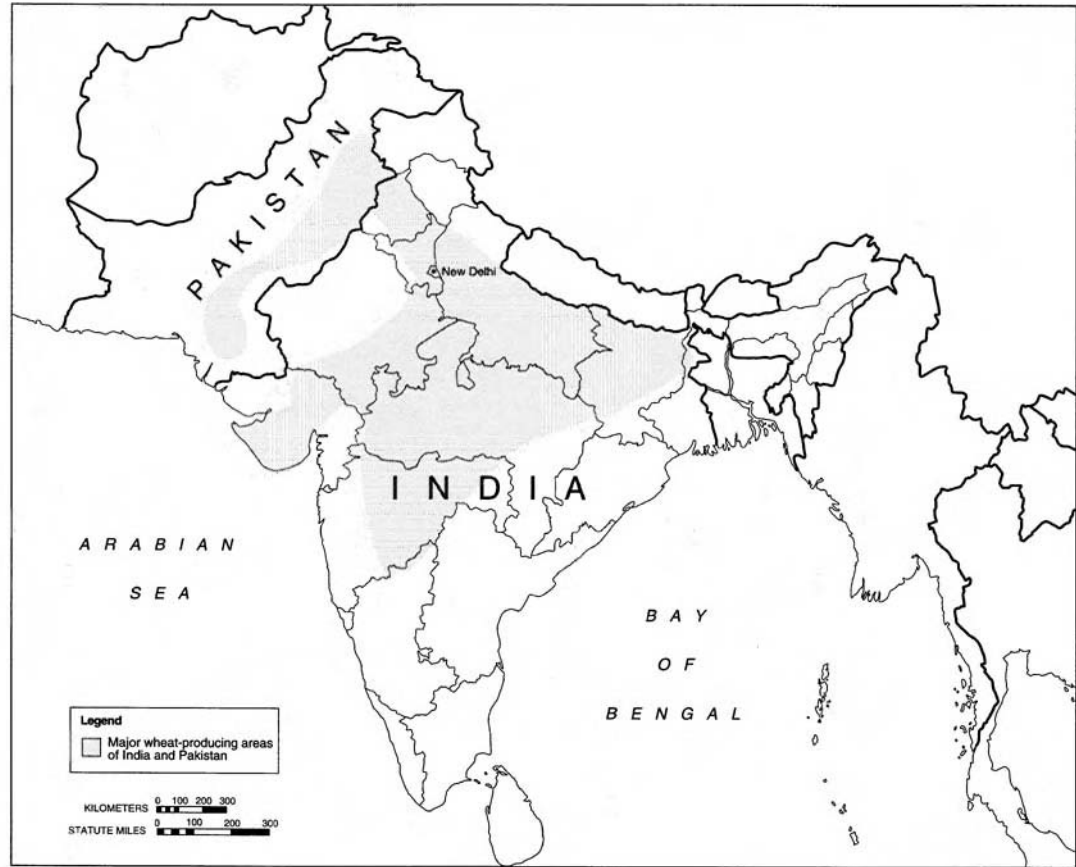 PAKISTAN
New Delhi
INDIA
ARABIAN
SEA
BAY
OF
BENGAL
Legend
Major wheat-producing areas
of India and Pakistan
KILOMETERS 0 100 200 300
STATUTE MILES 0 100 200 300